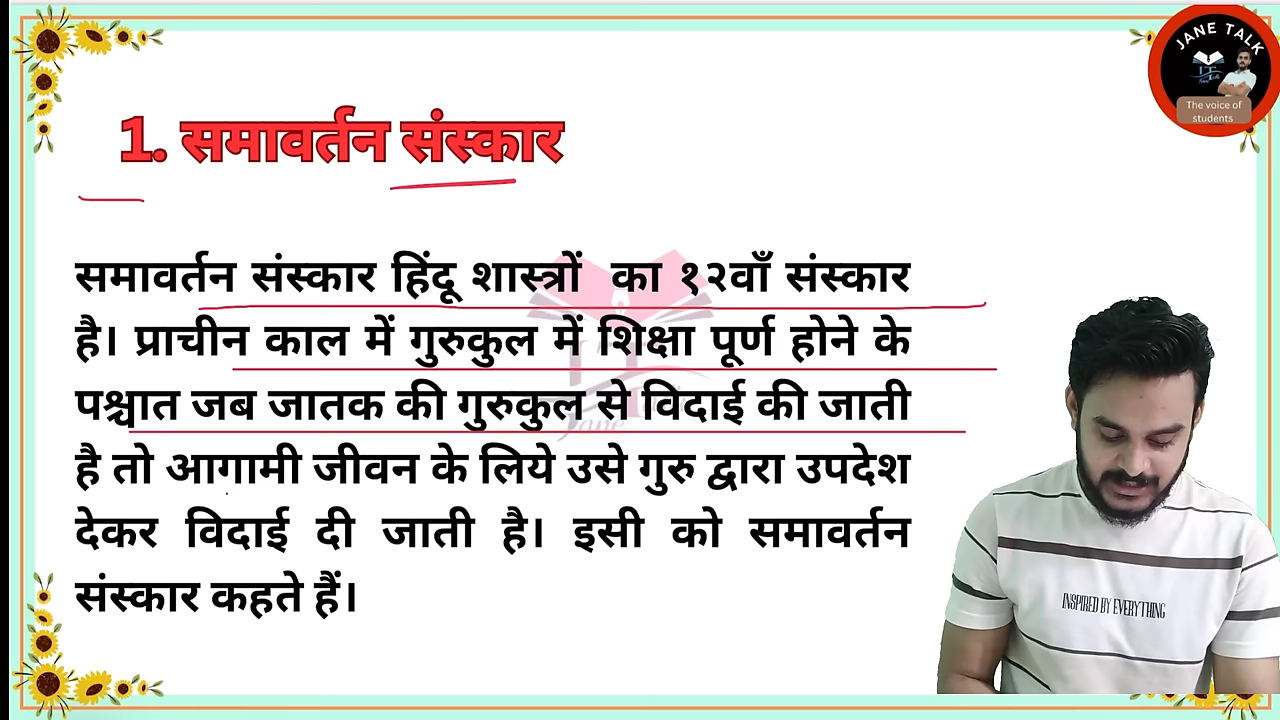 JANE TALK
The voice of
students
1. समावर्तन संस्कार
समावर्तन संस्कार हिंदू शास्त्रों का १२वाँ संस्कार
है। प्राचीन काल में गुरुकुल में शिक्षा पूर्ण होने के
पश्चात जब जातक की गुरुकुल से विदाई की जाती
है तो आगामी जीवन के लिये उसे गुरु द्वारा उपदेश
देकर विदाई दी जाती है। इसी को समावर्तन
संस्कार कहते हैं।
INSPIRED BY EVERYTHING